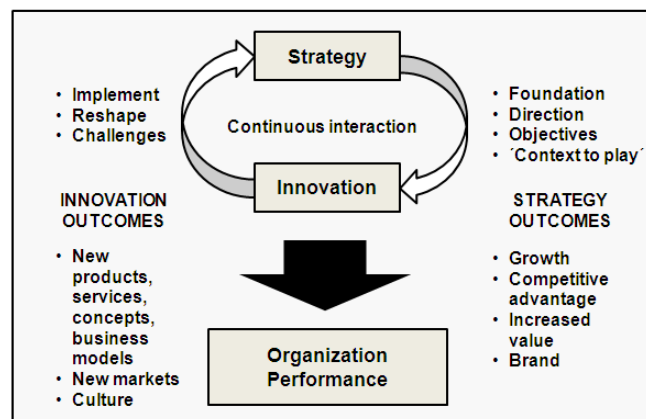 Strategy
• Implement
• Reshape
• Challenges
Continuous interaction
• Foundation
• Direction
• Objectives
• ´Context to play´
Innovation
INNOVATION
OUTCOMES
• New
products,
services,
concepts,
business
models
• New markets
• Culture
STRATEGY
OUTCOMES
• Growth
• Competitive
advantage
• Increased
value
• Brand
Organization
Performance